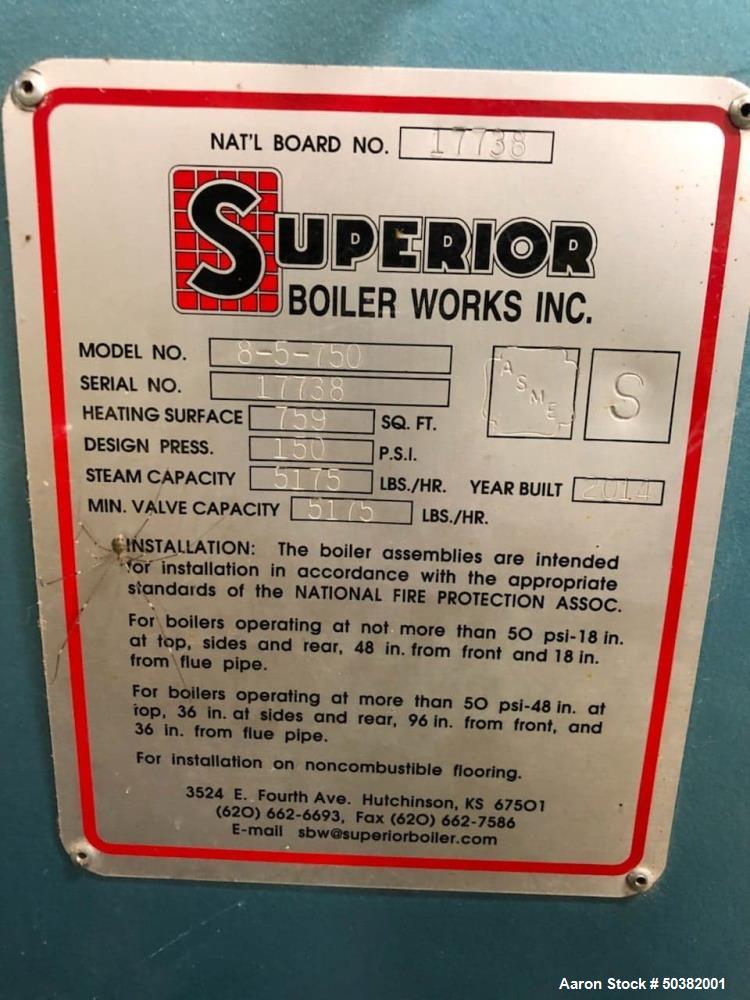 NAT'L BOARD NO. 17738
SUPERIOR
BOILER WORKS INC.
MODEL NO. 8-5-750
SERIAL NO. 17738
HEATING SURFACE 759 SQ. FT.
ASME S
DESIGN PRESS. 150 P.S.I.
STEAM CAPACITY 5175 LBS./HR. YEAR BUILT 2014
MIN. VALVE CAPACITY 5175 LBS./HR.
INSTALLATION: The boiler assemblies are intended
for installation in accordance with the appropriate
standards of the NATIONAL FIRE PROTECTION ASSOC.
For boilers operating at not more than 50 psi-18 in.
at top, sides and rear, 48 in. from front and 18 in.
from flue pipe.
For boilers operating at more than 50 psi-48 in. at
top, 36 in. at sides and rear, 96 in. from front, and
36 in. from flue pipe.
For installation on noncombustible flooring.
3524 E. Fourth Ave. Hutchinson, KS 67501
(620) 662-6693, Fax (620) 662-7586
E-mail sbw@superiorboiler.com
Aaron Stock # 50382001